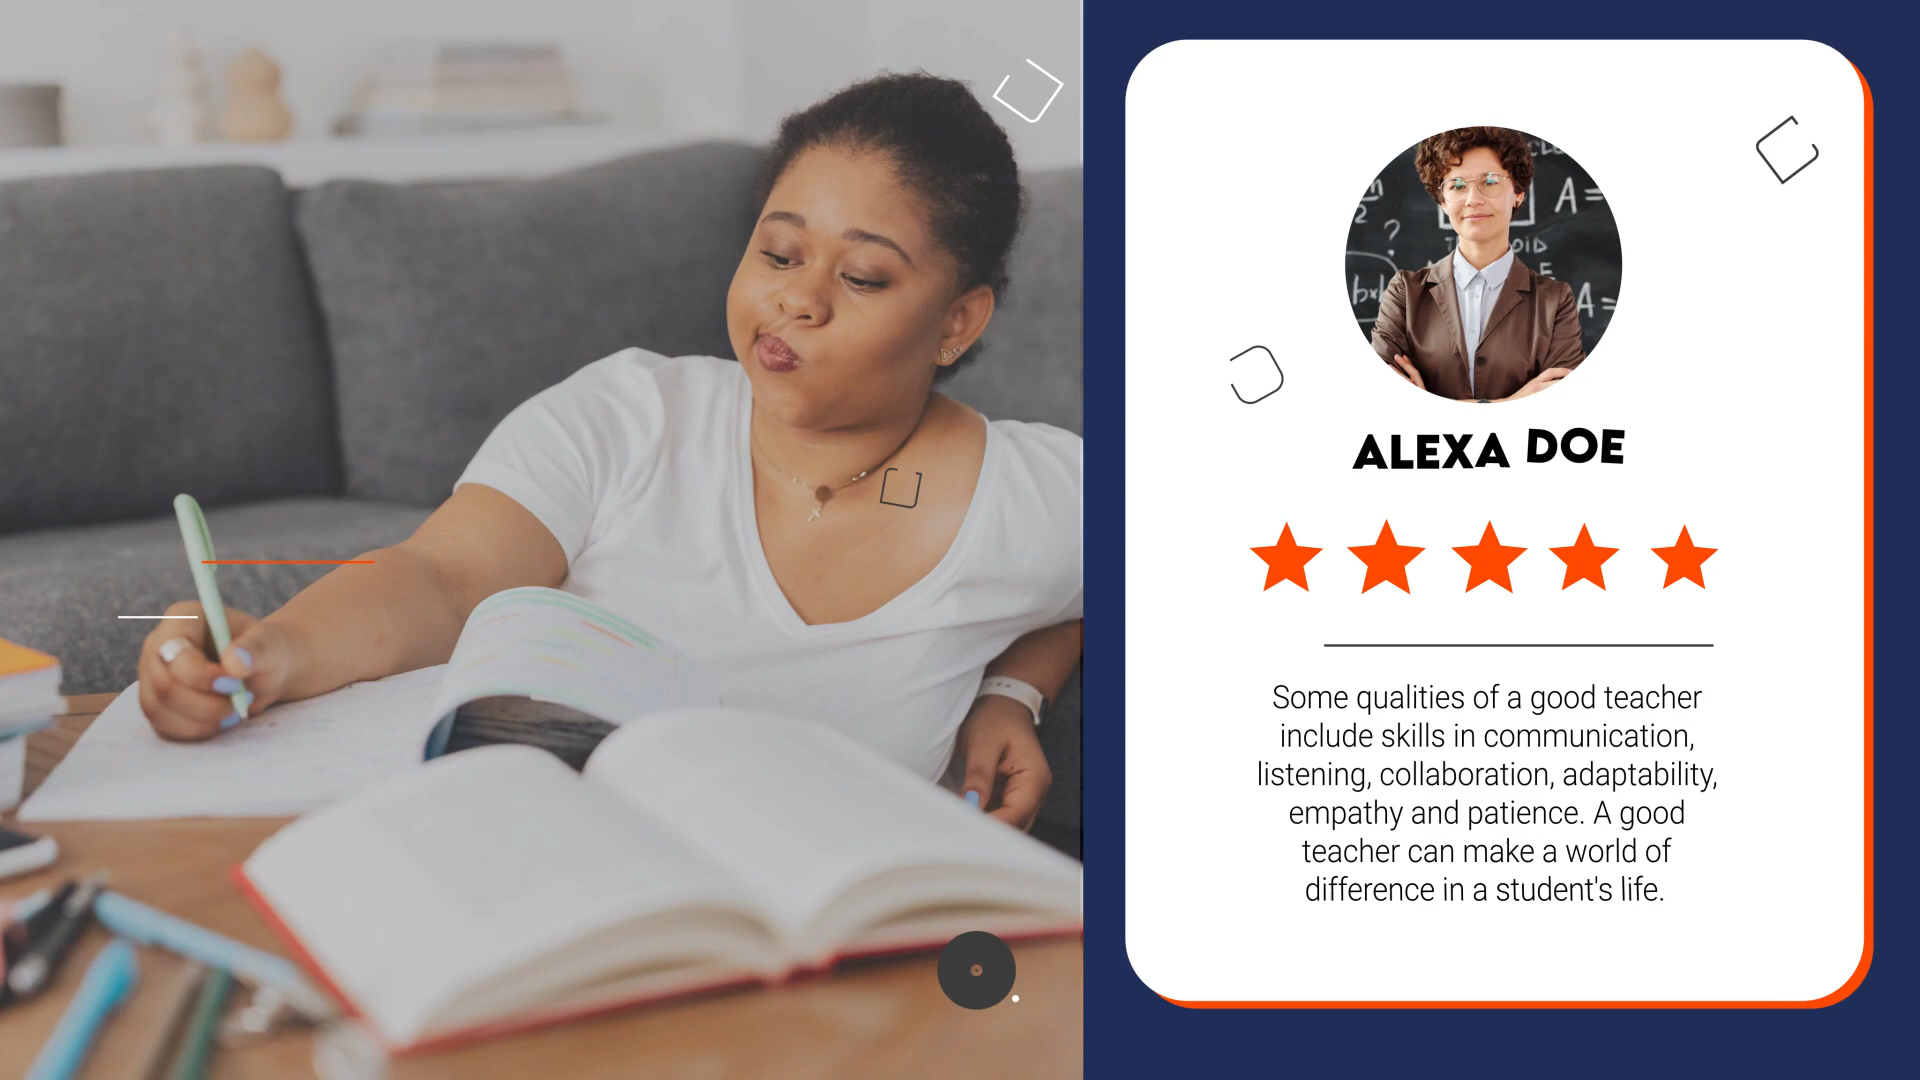 ALEXA DOE
Some qualities of a good teacher
include skills in communication,
listening, collaboration, adaptability,
empathy and patience. A good
teacher can make a world of
difference in a student's life.